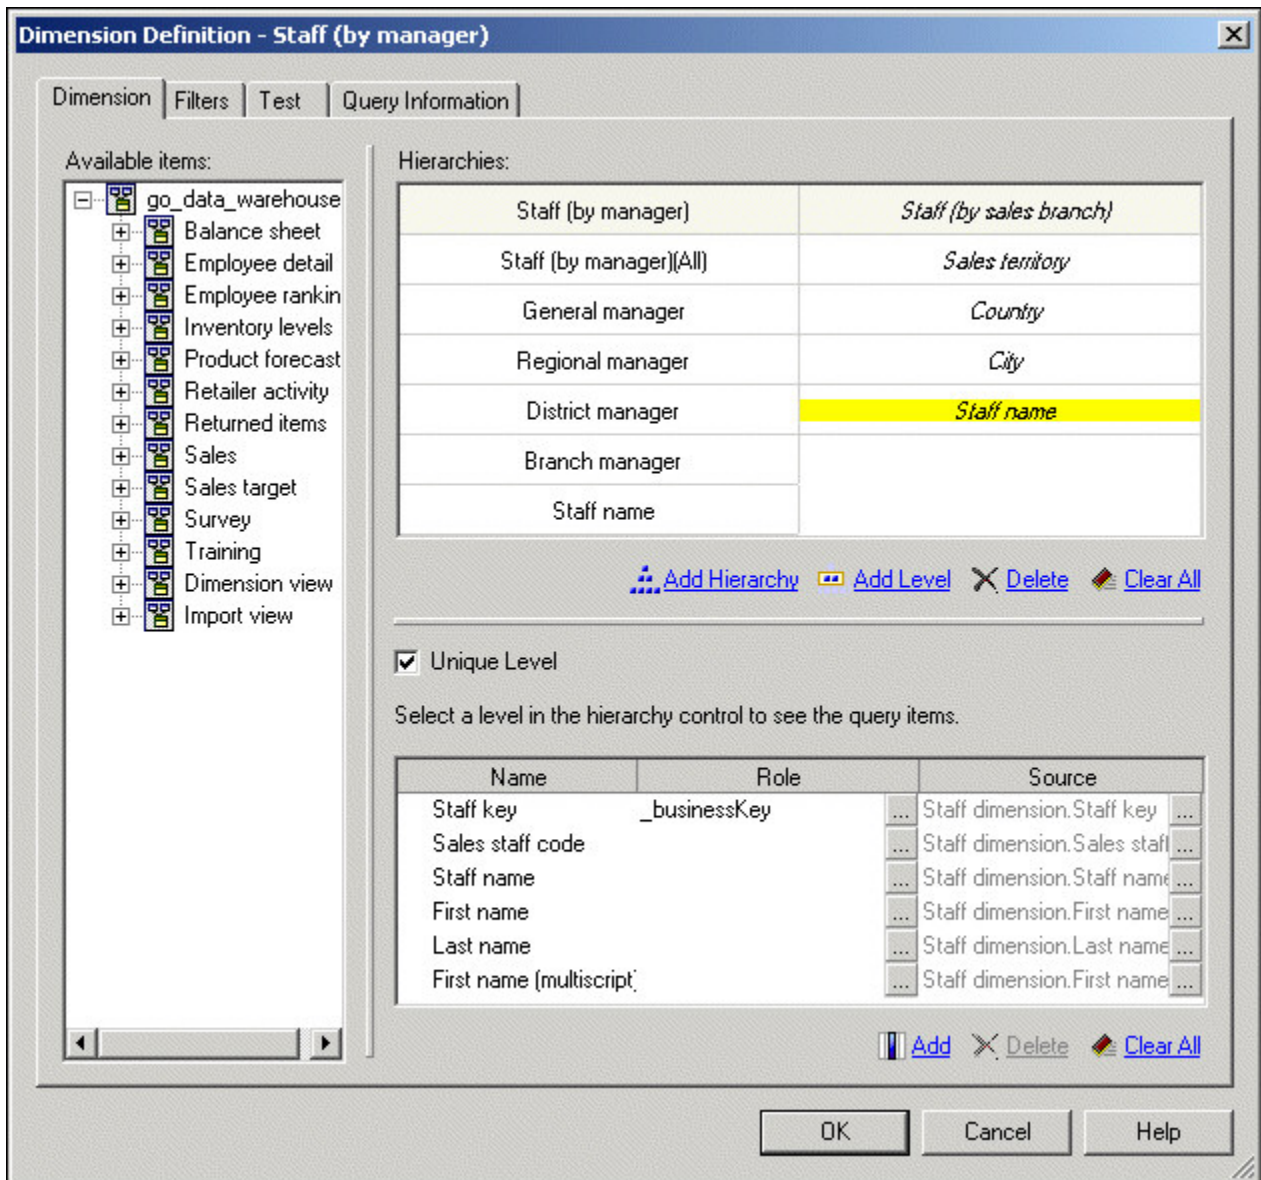 Dimension Definition - Staff (by manager)
Dimension
Filters
Test
Query Information
Available items:
go_data_warehouse
Balance sheet
Employee detail
Employee rankin
Inventory levels
Product forecast
Retailer activity
Returned items
Sales
Sales target
Survey
Training
Dimension view
Import view
Hierarchies:
Staff (by manager) Staff (by sales branch)
Staff (by manager)(All) Sales territory
General manager Country
Regional manager City
District manager Staff name
Branch manager
Staff name
Add Hierarchy Add Level Delete Clear All
Unique Level
Select a level in the hierarchy control to see the query items.
Name Role Source
Staff key _businessKey ... Staff dimension.Staff key ...
Sales staff code ... Staff dimension.Sales staff ...
Staff name ... Staff dimension.Staff name ...
First name ... Staff dimension.First name ...
Last name ... Staff dimension.Last name ...
First name (multiscript) ... Staff dimension.First name ...
Add Delete Clear All
OK Cancel Help